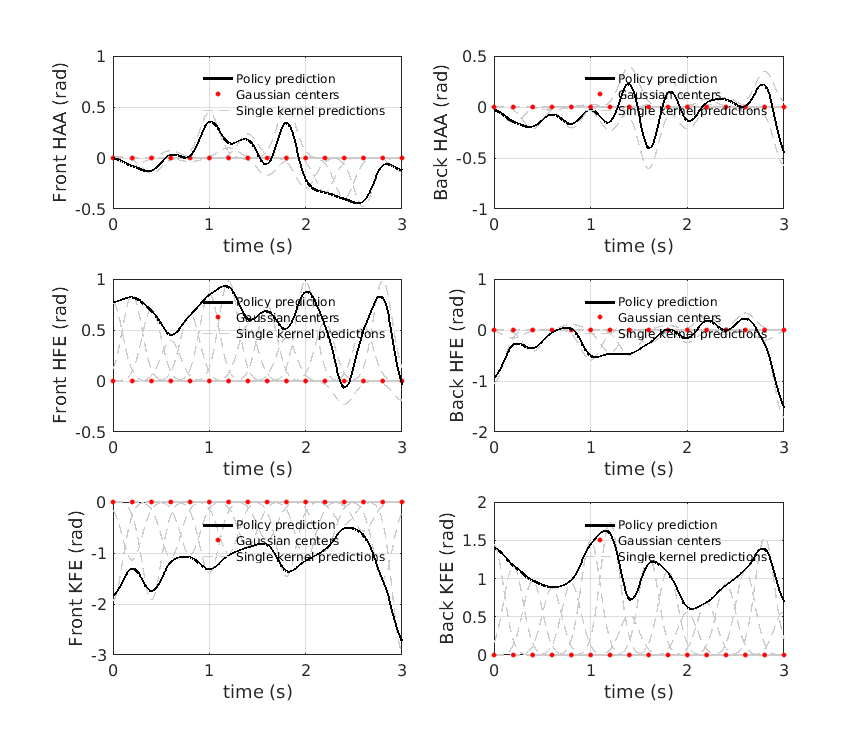 Front HAA (rad)
1
0.5
0
-0.5
Policy prediction
Gaussian centers
Single kernel predictions
0 1 2 3
time (s)
Back HAA (rad)
0.5
0
-0.5
-1
Policy prediction
Gaussian centers
Single kernel predictions
0 1 2 3
time (s)
Front HFE (rad)
1
0.5
0
-0.5
Policy prediction
Gaussian centers
Single kernel predictions
0 1 2 3
time (s)
Back HFE (rad)
1
0
-1
-2
Policy prediction
Gaussian centers
Single kernel predictions
0 1 2 3
time (s)
Front KFE (rad)
0
-1
-2
-3
Policy prediction
Gaussian centers
Single kernel predictions
0 1 2 3
time (s)
Back KFE (rad)
2
1.5
1
0.5
0
Policy prediction
Gaussian centers
Single kernel predictions
0 1 2 3
time (s)